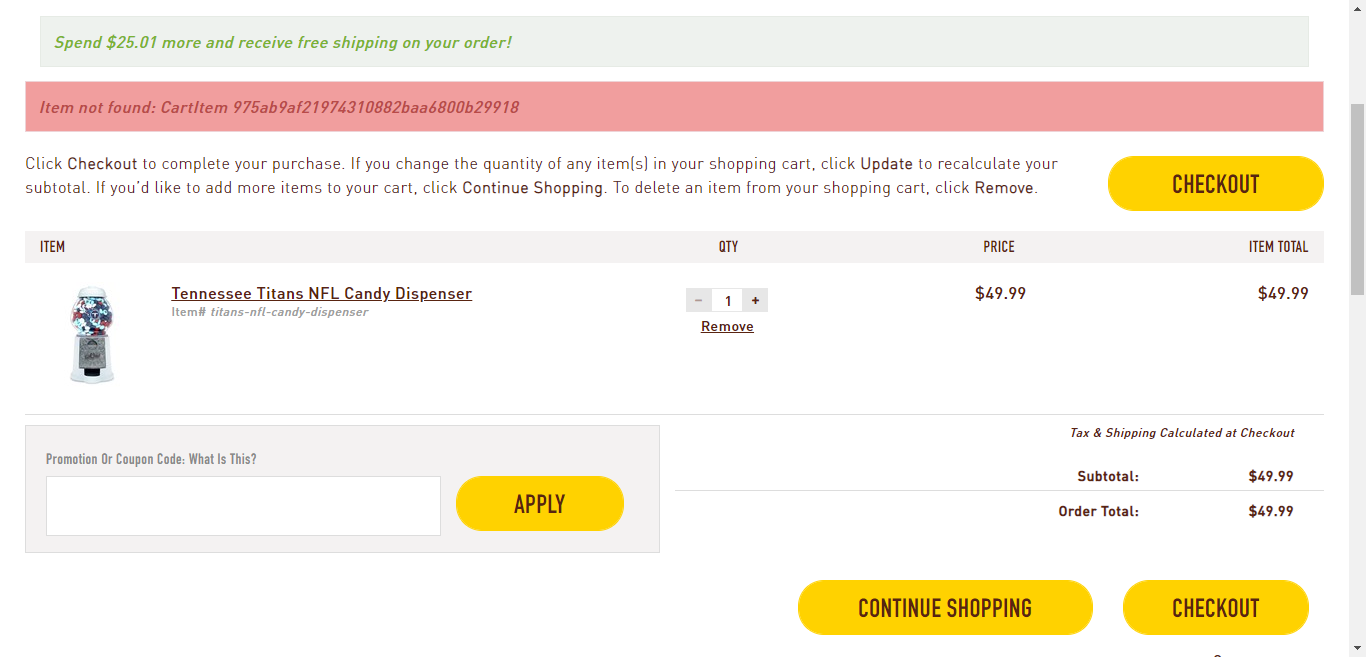 Spend $25.01 more and receive free shipping on your order!
Item not found: CartItem 975ab9af21974310882baa6800b29918
Click Checkout to complete your purchase. If you change the quantity of any item(s) in your shopping cart, click Update to recalculate your
subtotal. If you'd like to add more items to your cart, click Continue Shopping. To delete an item from your shopping cart, click Remove.
CHECKOUT
ITEM QTY PRICE ITEM TOTAL
Tennessee Titans NFL Candy Dispenser
Item# titans-nfl-candy-dispenser
− 1 +
Remove
$49.99 $49.99
Tax & Shipping Calculated at Checkout
Promotion Or Coupon Code: What Is This?
APPLY
Subtotal: $49.99
Order Total: $49.99
CONTINUE SHOPPING CHECKOUT